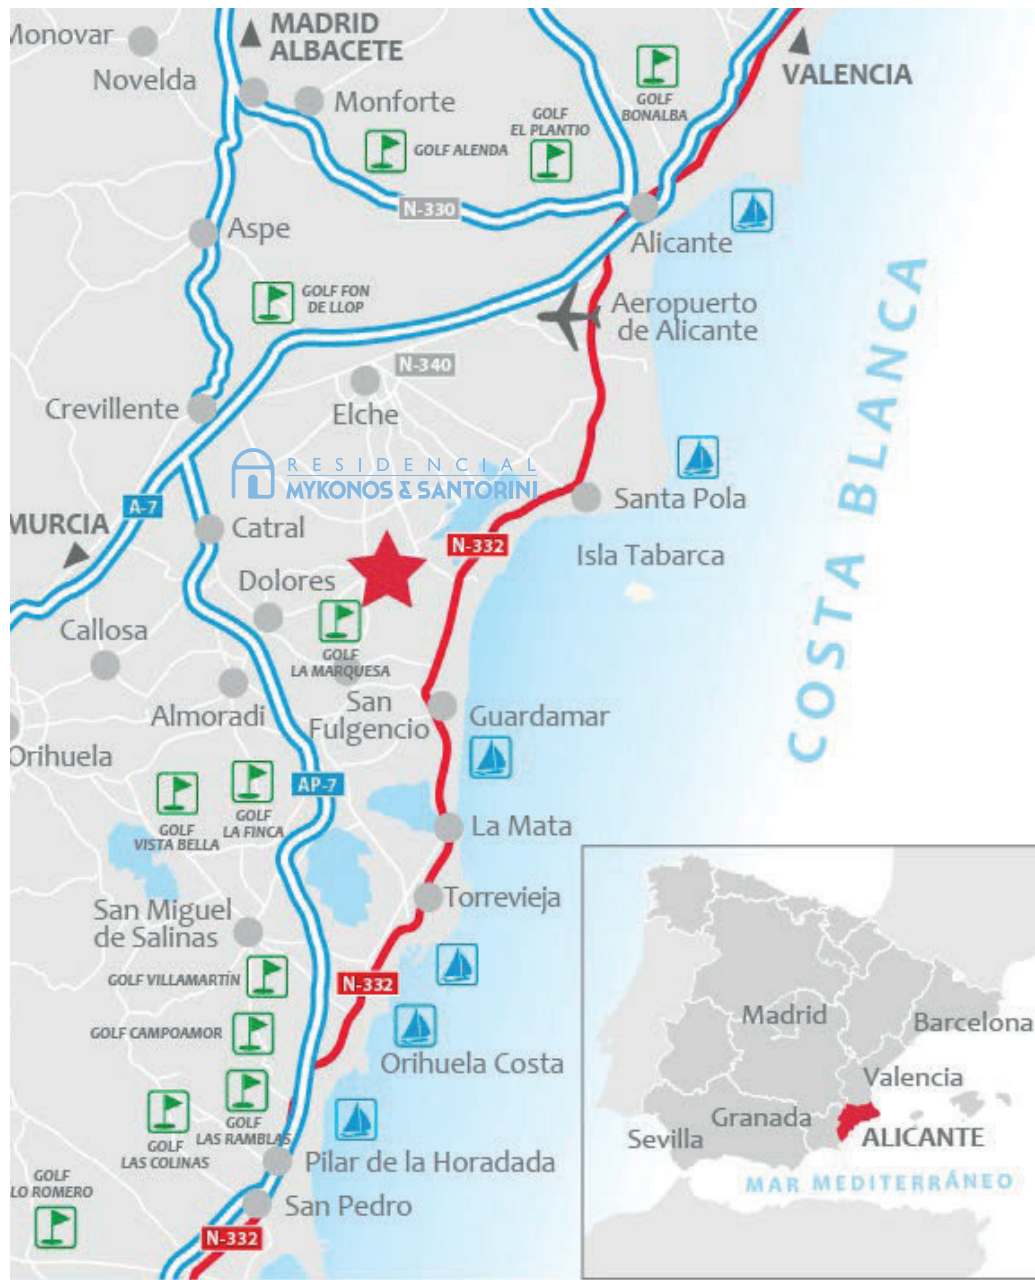 MADRID
ALBACETE
Monovar
Novelda
Monforte
VALENCIA
GOLF
BONALBA
GOLF
EL PLANTIO
GOLF ALENDA
N-330
Aspe
Alicante
GOLF FON
DE LLOP
Aeropuerto
de Alicante
N-340
Crevillente
Elche
COSTA BLANCA
RESIDENCIAL
MYKONOS & SANTORINI
A-7
Santa Pola
MURCIA
Catral
N-332
Isla Tabarca
Dolores
Callosa
GOLF
LA MARQUESA
San
Fulgencio
Almoradi
Guardamar
Orihuela
AP-7
GOLF
VISTA BELLA
GOLF
LA FINCA
La Mata
Torrevieja
San Miguel
de Salinas
GOLF VILLAMARTÍN
N-332
GOLF CAMPOAMOR
Orihuela Costa
GOLF
LAS RAMBLAS
GOLF
LAS COLINAS
Pilar de la Horadada
GOLF
LO ROMERO
San Pedro
N-332
Madrid
Barcelona
Valencia
Granada
Sevilla
ALICANTE
MAR MEDITERRÁNEO